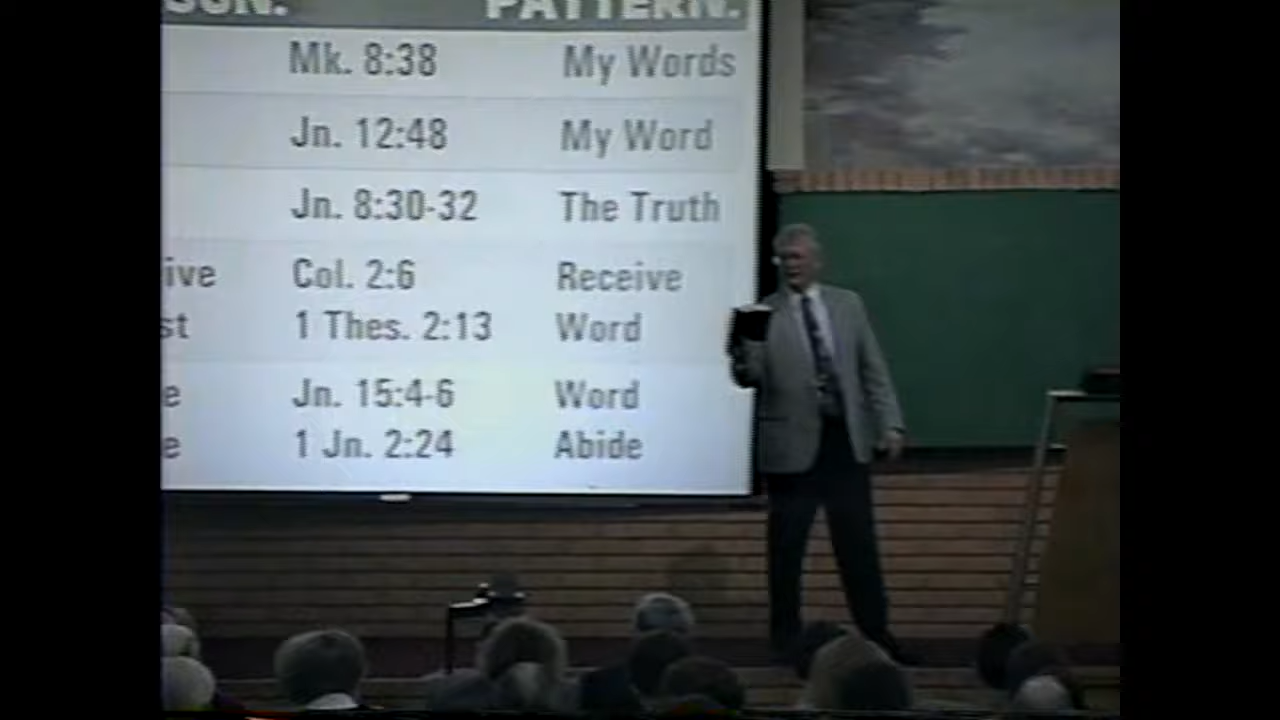 PATTERN.
Mk. 8:38 My Words
Jn. 12:48 My Word
Jn. 8:30-32 The Truth
ive Col. 2:6 Receive
st 1 Thes. 2:13 Word
e Jn. 15:4-6 Word
e 1 Jn. 2:24 Abide